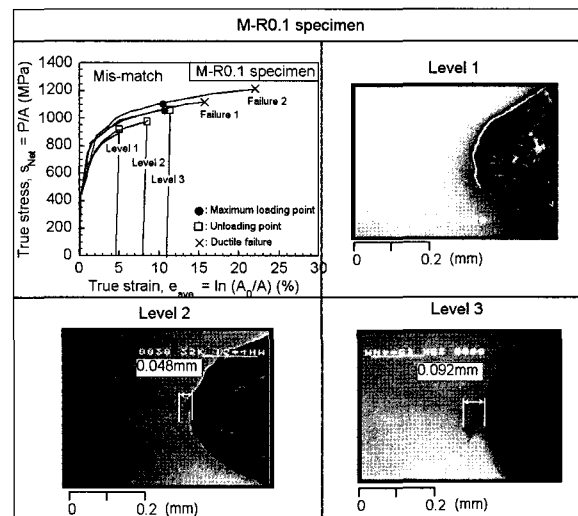 M-R0.1 specimen
Mis-match
M-R0.1 specimen
True stress, s_Net = P/A (MPa)
1400
1200
1000
800
600
400
200
0
Failure 2
Failure 1
Level 1
Level 2
Level 3
●: Maximum loading point
□: Unloading point
×: Ductile failure
0 5 10 15 20 25 30
True strain, e_ave = ln (A_0/A) (%)
Level 1
0 0.2 (mm)
Level 2
0.048mm
0 0.2 (mm)
Level 3
0.092mm
0 0.2 (mm)